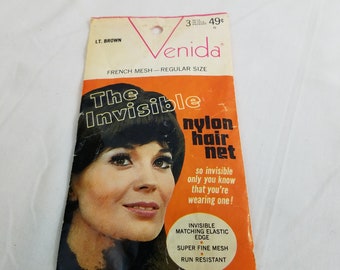 LT. BROWN
3
49¢
Venida
FRENCH MESH — REGULAR SIZE
The
Invisible
nylon
hair
net
so invisible
only you know
that you're
wearing one!
INVISIBLE
MATCHING ELASTIC
EDGE
SUPER FINE MESH
RUN RESISTANT